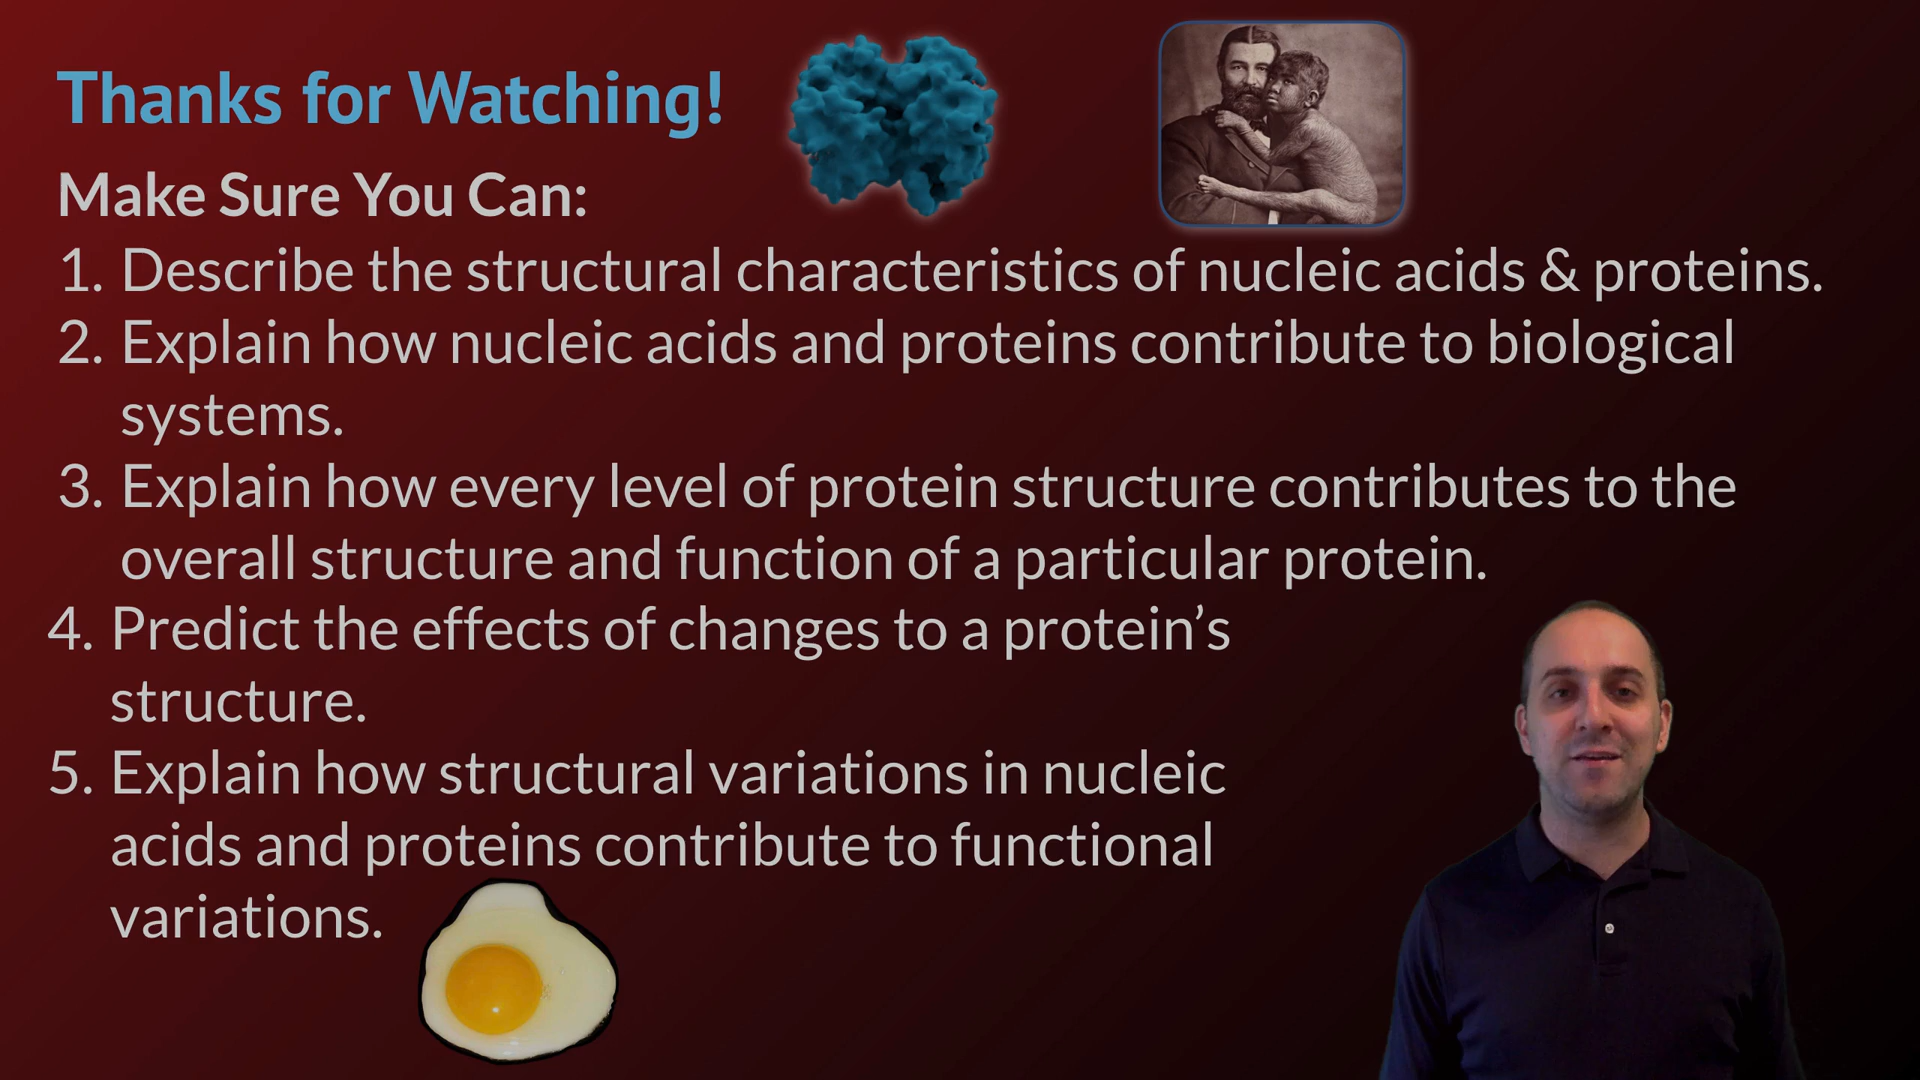 Thanks for Watching!
Make Sure You Can:
1. Describe the structural characteristics of nucleic acids & proteins.
2. Explain how nucleic acids and proteins contribute to biological
systems.
3. Explain how every level of protein structure contributes to the
overall structure and function of a particular protein.
4. Predict the effects of changes to a protein’s
structure.
5. Explain how structural variations in nucleic
acids and proteins contribute to functional
variations.